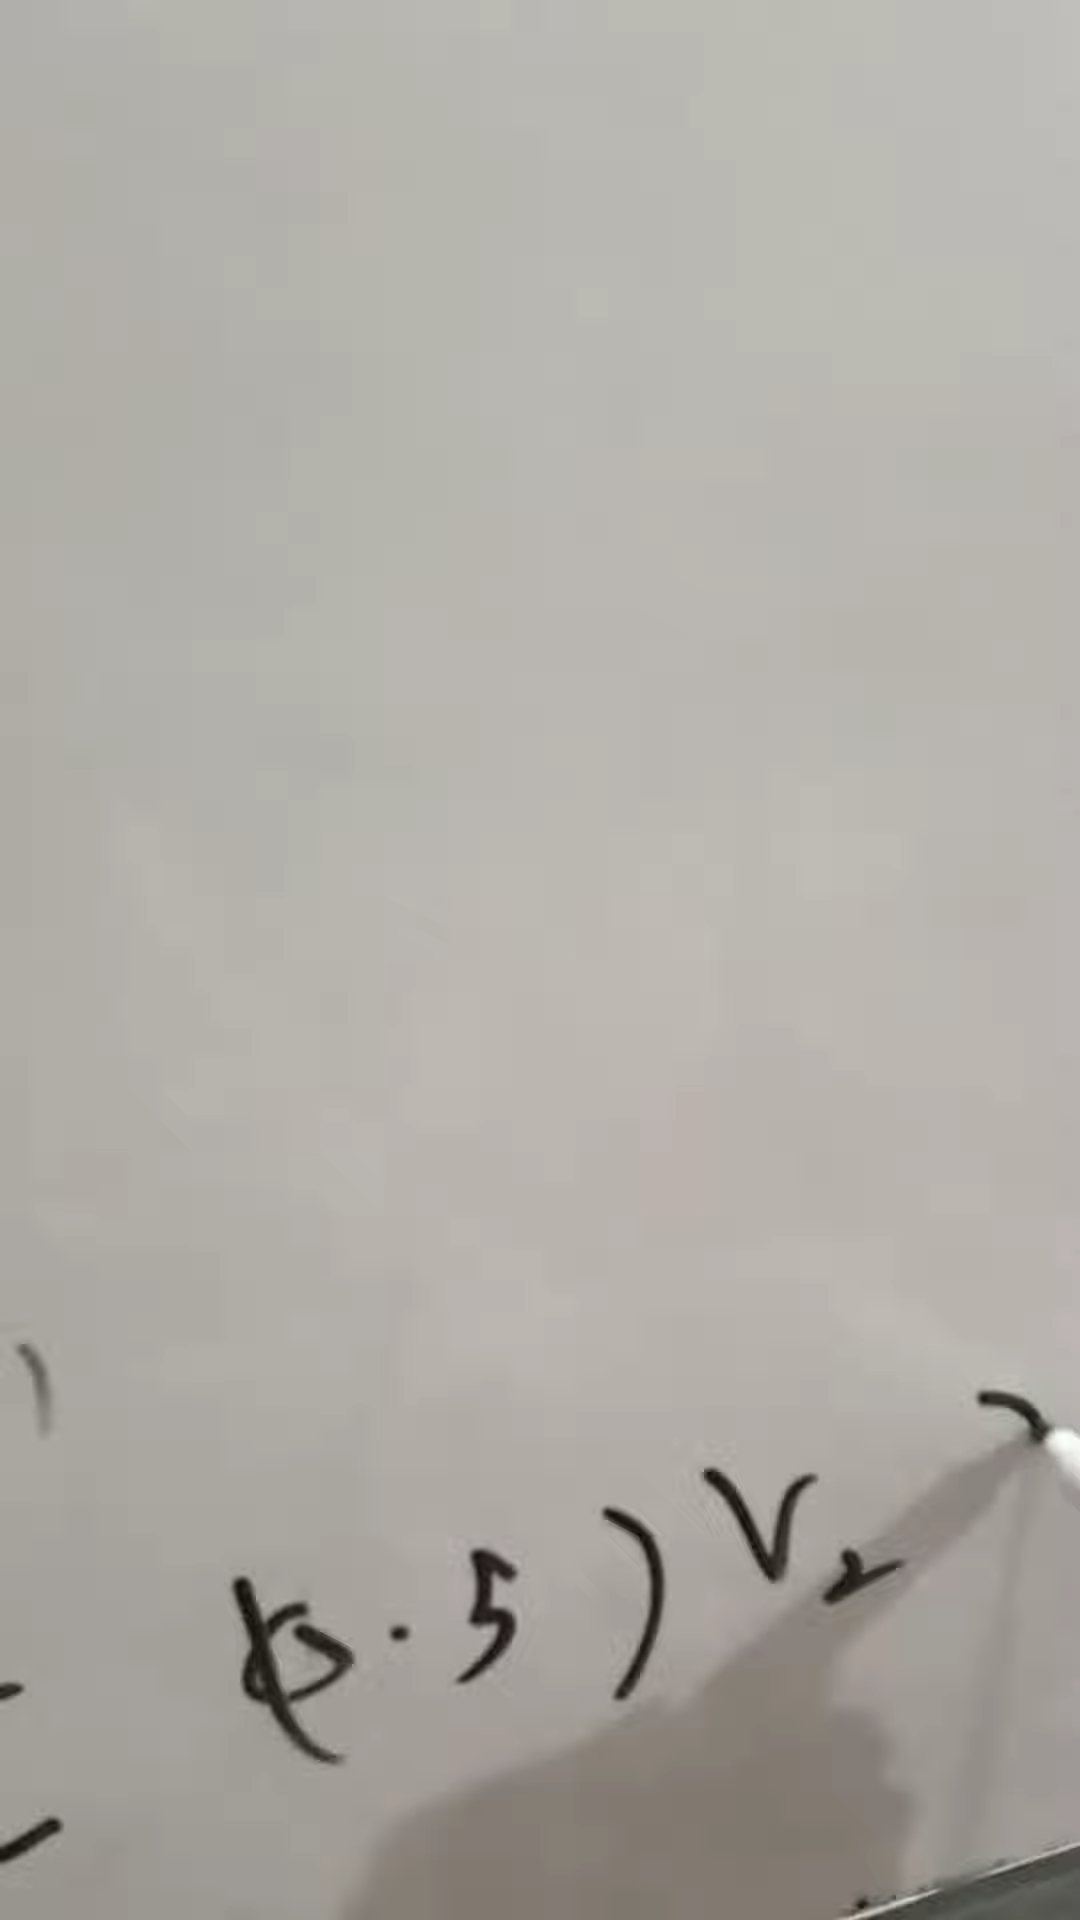 = (0.5) V₂